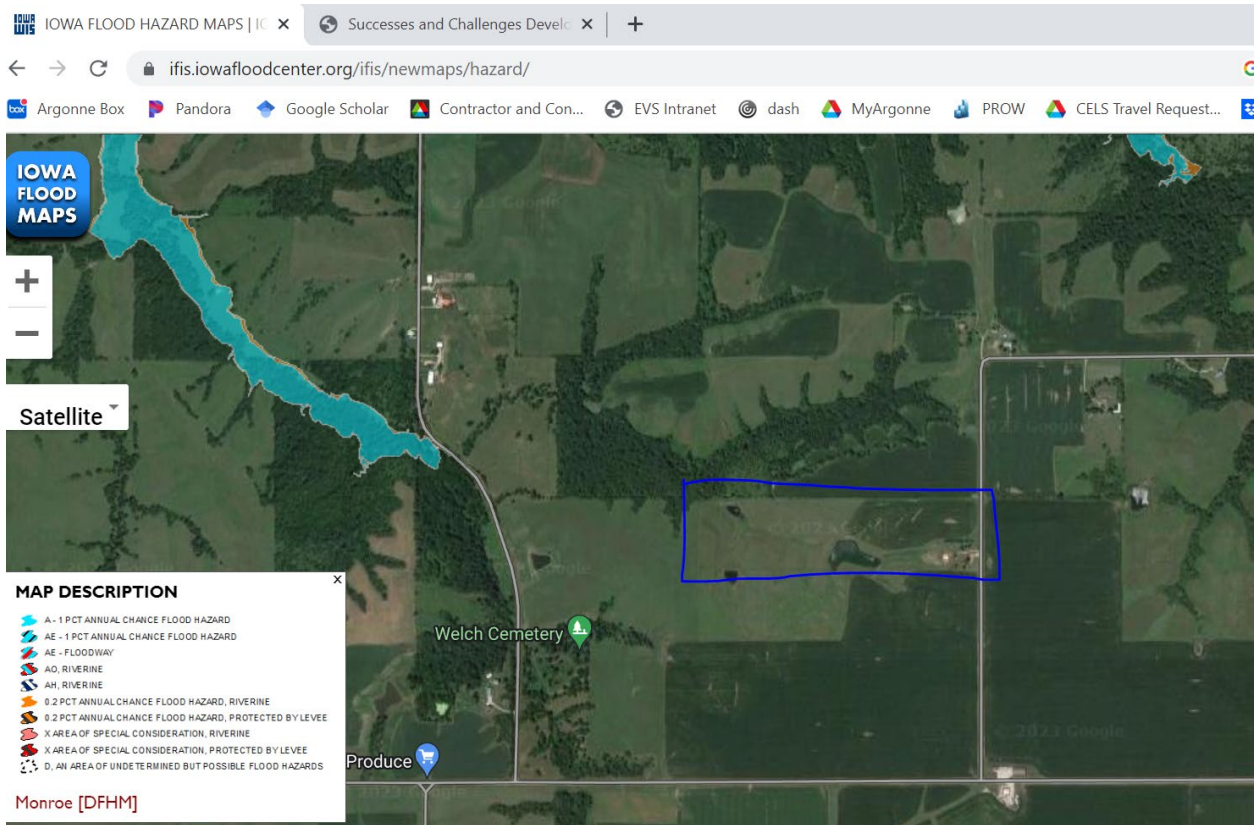 IOWA FLOOD HAZARD MAPS | IC
Successes and Challenges Develo
ifis.iowafloodcenter.org/ifis/newmaps/hazard/
box Argonne Box Pandora Google Scholar Contractor and Con... EVS Intranet dash MyArgonne PROW CELS Travel Request...
IOWA
FLOOD
MAPS
+
−
Satellite
MAP DESCRIPTION
x
A - 1 PCT ANNUAL CHANCE FLOOD HAZARD
AE - 1 PCT ANNUAL CHANCE FLOOD HAZARD
AE - FLOODWAY
AO, RIVERINE
AH, RIVERINE
0.2 PCT ANNUAL CHANCE FLOOD HAZARD, RIVERINE
0.2 PCT ANNUAL CHANCE FLOOD HAZARD, PROTECTED BY LEVEE
X AREA OF SPECIAL CONSIDERATION, RIVERINE
X AREA OF SPECIAL CONSIDERATION, PROTECTED BY LEVEE
D, AN AREA OF UNDETERMINED BUT POSSIBLE FLOOD HAZARDS
Monroe [DFHM]
Welch Cemetery
Produce
© 2023 Google